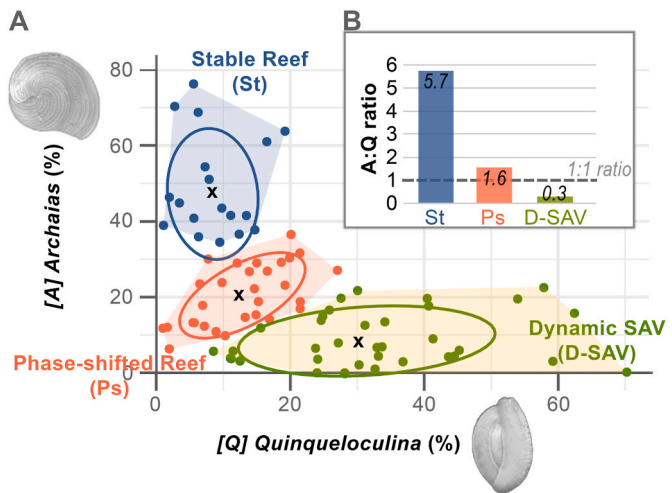 A
B
Stable Reef
(St)
80
60
40
20
0
[A] Archaias (%)
Phase-shifted Reef
(Ps)
Dynamic SAV
(D-SAV)
0 20 40 60
[Q] Quinqueloculina (%)
A:Q ratio
6
5
4
3
2
1
0
5.7
1.6
0.3
1:1 ratio
St Ps D-SAV